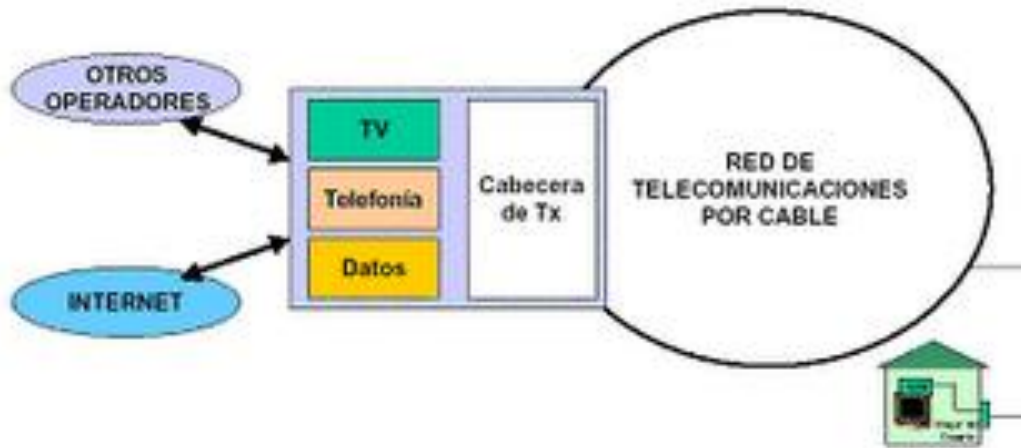 OTROS
OPERADORES
TV
Telefonía
Datos
Cabecera
de Tx
RED DE
TELECOMUNICACIONES
POR CABLE
INTERNET